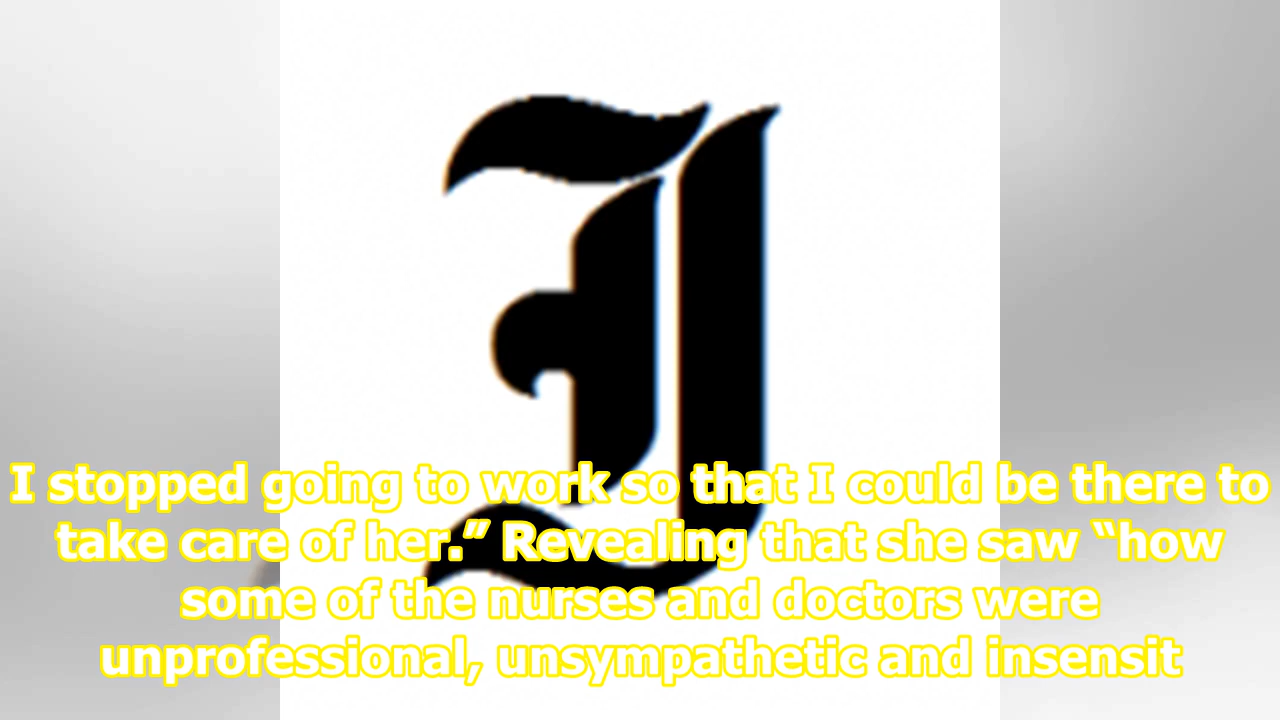 I stopped going to work so that I could be there to
take care of her.” Revealing that she saw “how
some of the nurses and doctors were
unprofessional, unsympathetic and insensit